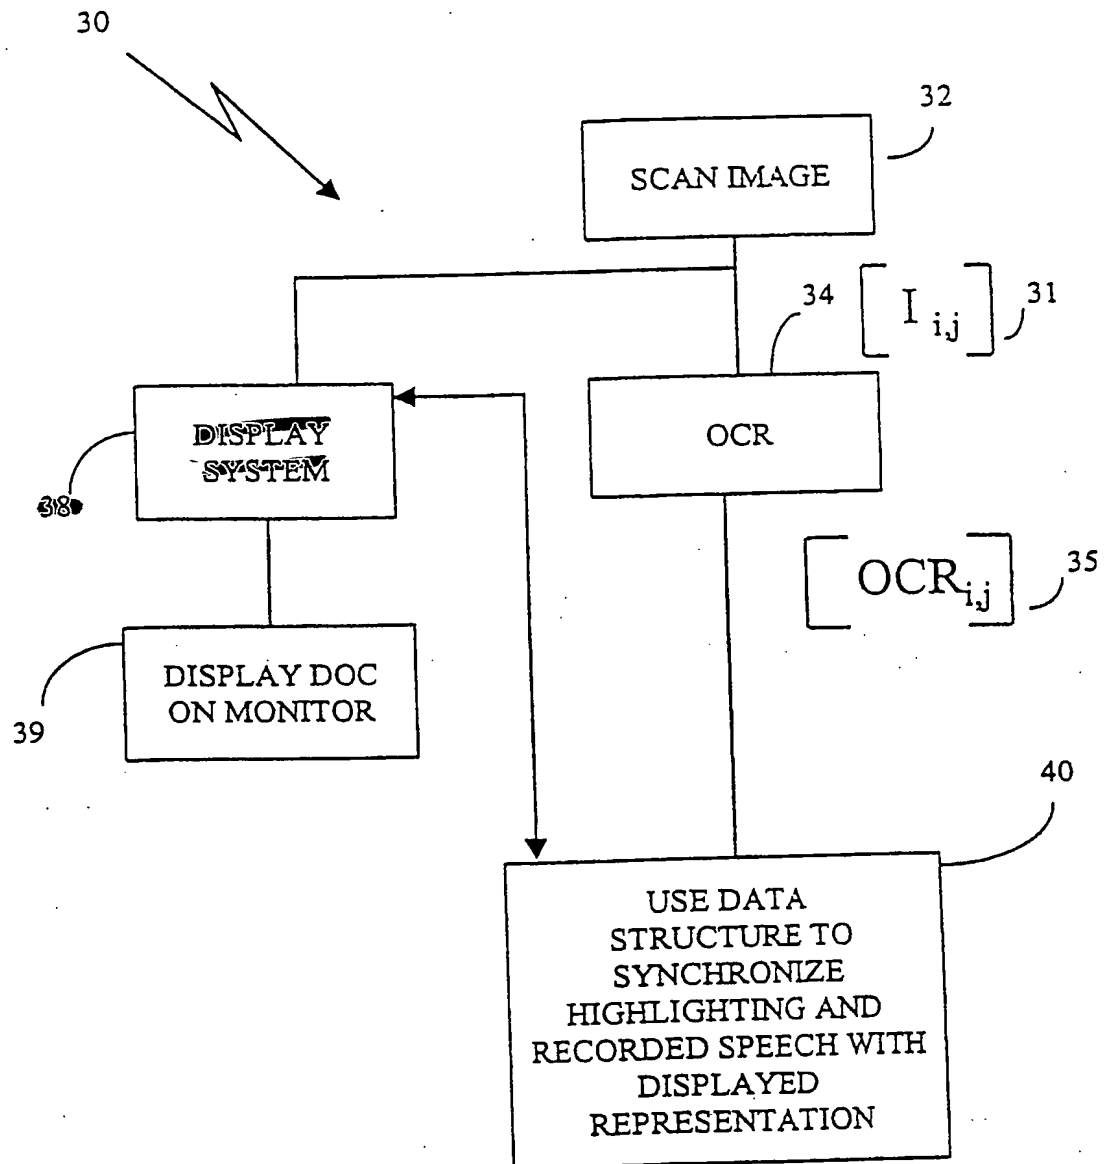 30
32
SCAN IMAGE
34
[ I i,j ]
31
DISPLAY
SYSTEM
38
OCR
[ OCR i,j ]
35
DISPLAY DOC
ON MONITOR
39
40
USE DATA
STRUCTURE TO
SYNCHRONIZE
HIGHLIGHTING AND
RECORDED SPEECH WITH
DISPLAYED
REPRESENTATION